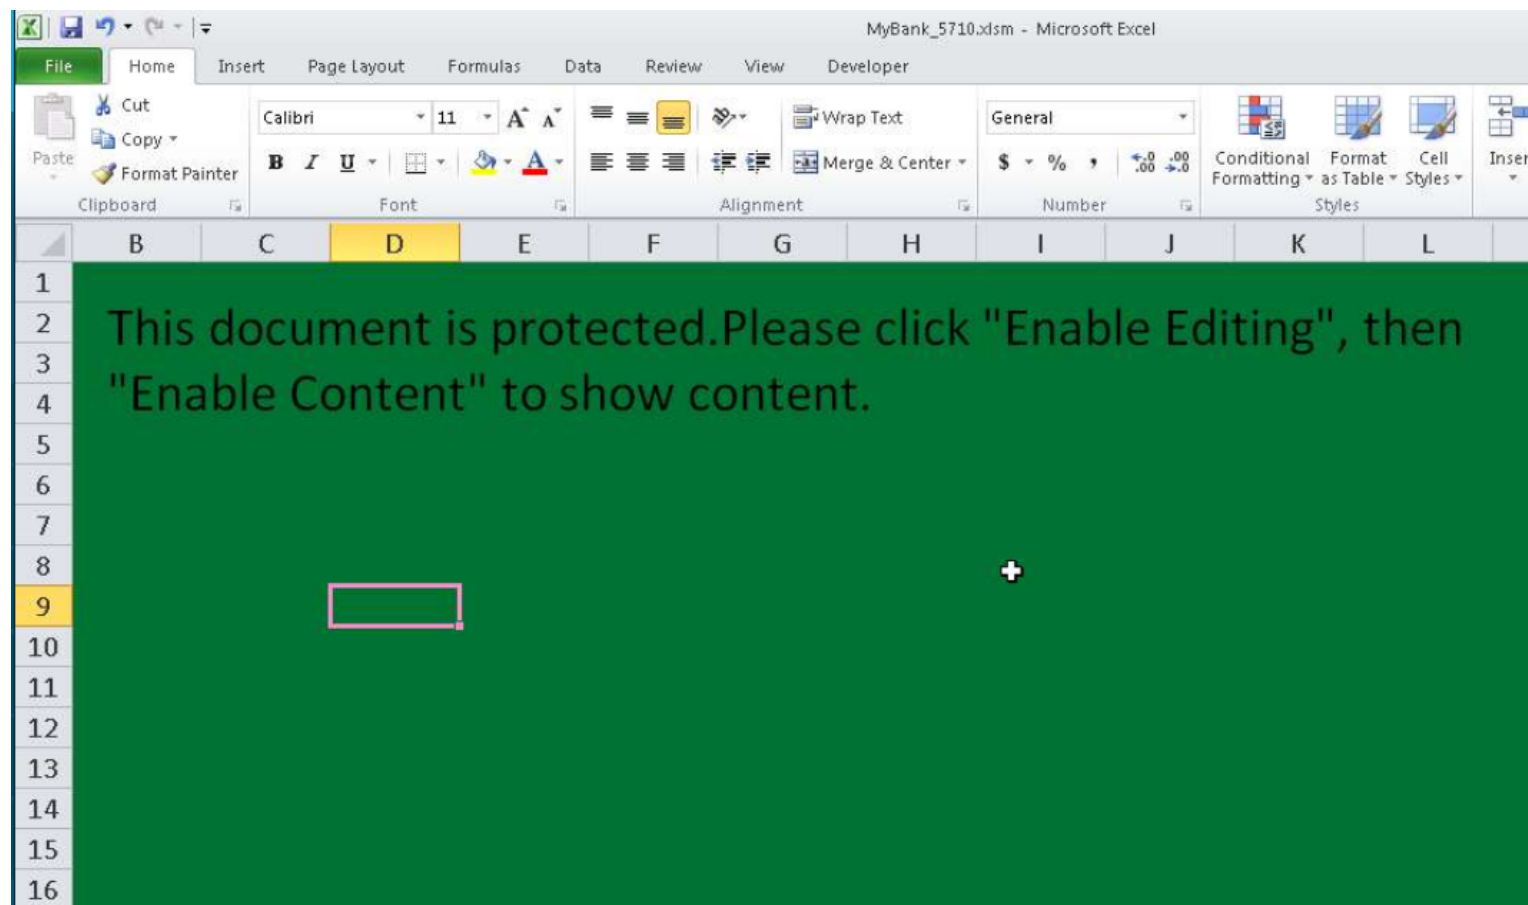 MyBank_5710.xlsm - Microsoft Excel
File Home Insert Page Layout Formulas Data Review View Developer
Paste
Cut
Copy
Format Painter
Calibri 11
B I U
Wrap Text
Merge & Center
General
$ % , .00 .0
Conditional Formatting
Format as Table
Cell Styles
Clipboard Font Alignment Number Styles
B C D E F G H I J K L
1
2
3
4
5
6
7
8
9
10
11
12
13
14
15
16
This document is protected.Please click "Enable Editing", then
"Enable Content" to show content.